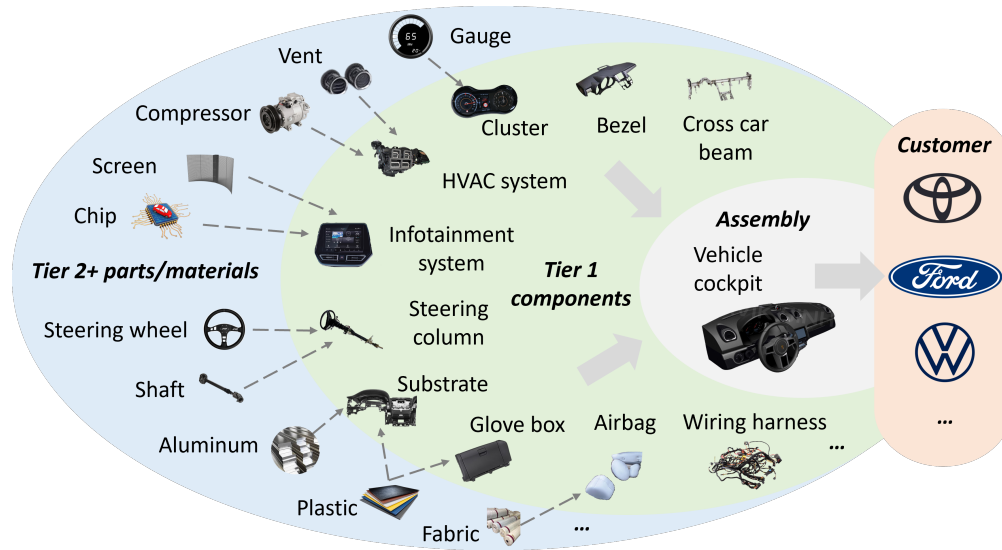 Gauge
Vent
Cluster
Bezel
Cross car
beam
Compressor
HVAC system
Screen
Chip
Infotainment
system
Tier 2+ parts/materials
Tier 1
components
Assembly
Vehicle
cockpit
Customer
Ford
...
Steering wheel
Steering
column
Shaft
Substrate
Aluminum
Glove box
Airbag
Wiring harness
...
Plastic
Fabric
...